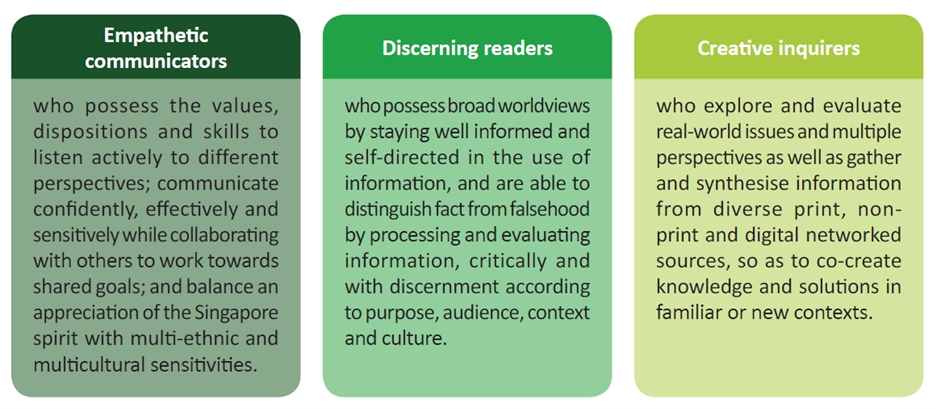 Empathetic
communicators
who possess the values,
dispositions and skills to
listen actively to different
perspectives; communicate
confidently, effectively and
sensitively while collaborating
with others to work towards
shared goals; and balance an
appreciation of the Singapore
spirit with multi-ethnic and
multicultural sensitivities.
Discerning readers
who possess broad worldviews
by staying well informed and
self-directed in the use of
information, and are able to
distinguish fact from falsehood
by processing and evaluating
information, critically and
with discernment according
to purpose, audience, context
and culture.
Creative inquirers
who explore and evaluate
real-world issues and multiple
perspectives as well as gather
and synthesise information
from diverse print, non-
print and digital networked
sources, so as to co-create
knowledge and solutions in
familiar or new contexts.